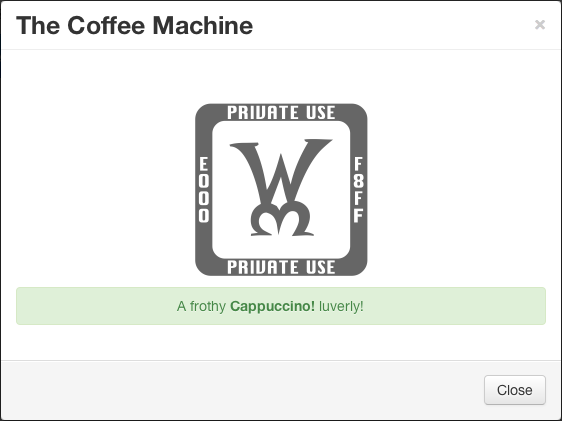 The Coffee Machine
×
PRIVATE USE
E000
F8FF
PRIVATE USE
A frothy Cappuccino! luverly!
Close